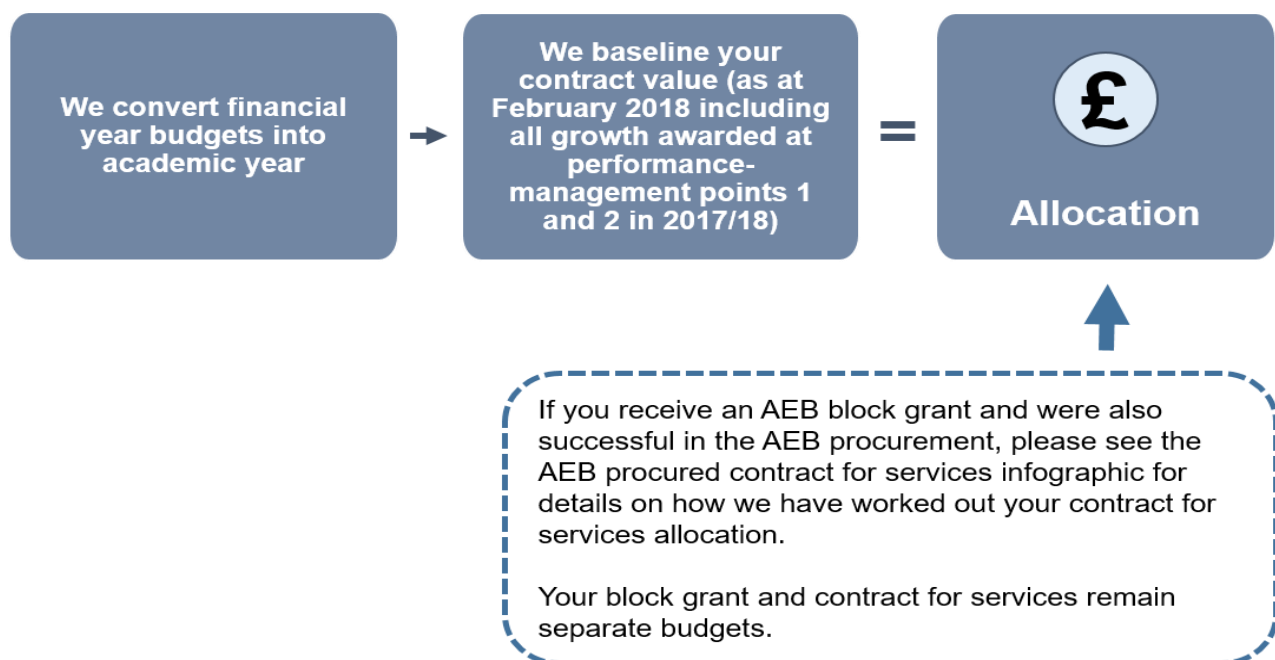 We convert financial
year budgets into
academic year
We baseline your
contract value (as at
February 2018 including
all growth awarded at
performance-
management points 1
and 2 in 2017/18)
=
£
Allocation
If you receive an AEB block grant and were also
successful in the AEB procurement, please see the
AEB procured contract for services infographic for
details on how we have worked out your contract for
services allocation.
Your block grant and contract for services remain
separate budgets.